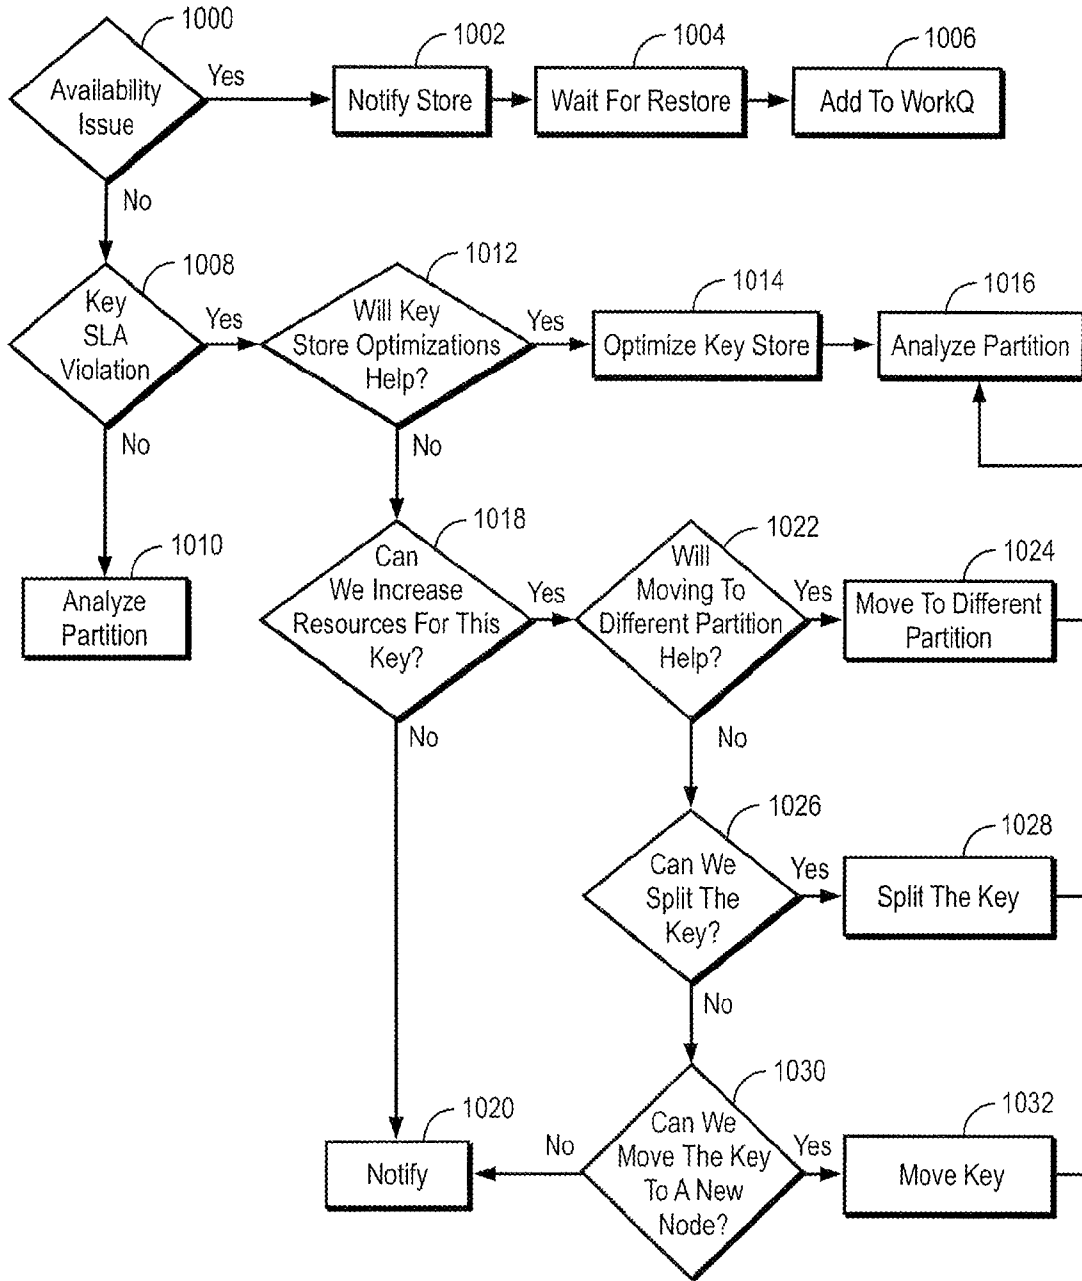 1000
Availability
Issue
Yes
1002
Notify Store
1004
Wait For Restore
1006
Add To WorkQ
No
1008
Key
SLA
Violation
Yes
1012
Will Key
Store Optimizations
Help?
Yes
1014
Optimize Key Store
1016
Analyze Partition
No
No
1010
Analyze
Partition
1018
Can
We Increase
Resources For This
Key?
Yes
1022
Will
Moving To
Different Partition
Help?
Yes
1024
Move To Different
Partition
No
No
1026
Can We
Split The
Key?
Yes
1028
Split The Key
No
1030
Can We
Move The Key
To A New
Node?
Yes
1032
Move Key
No
1020
Notify